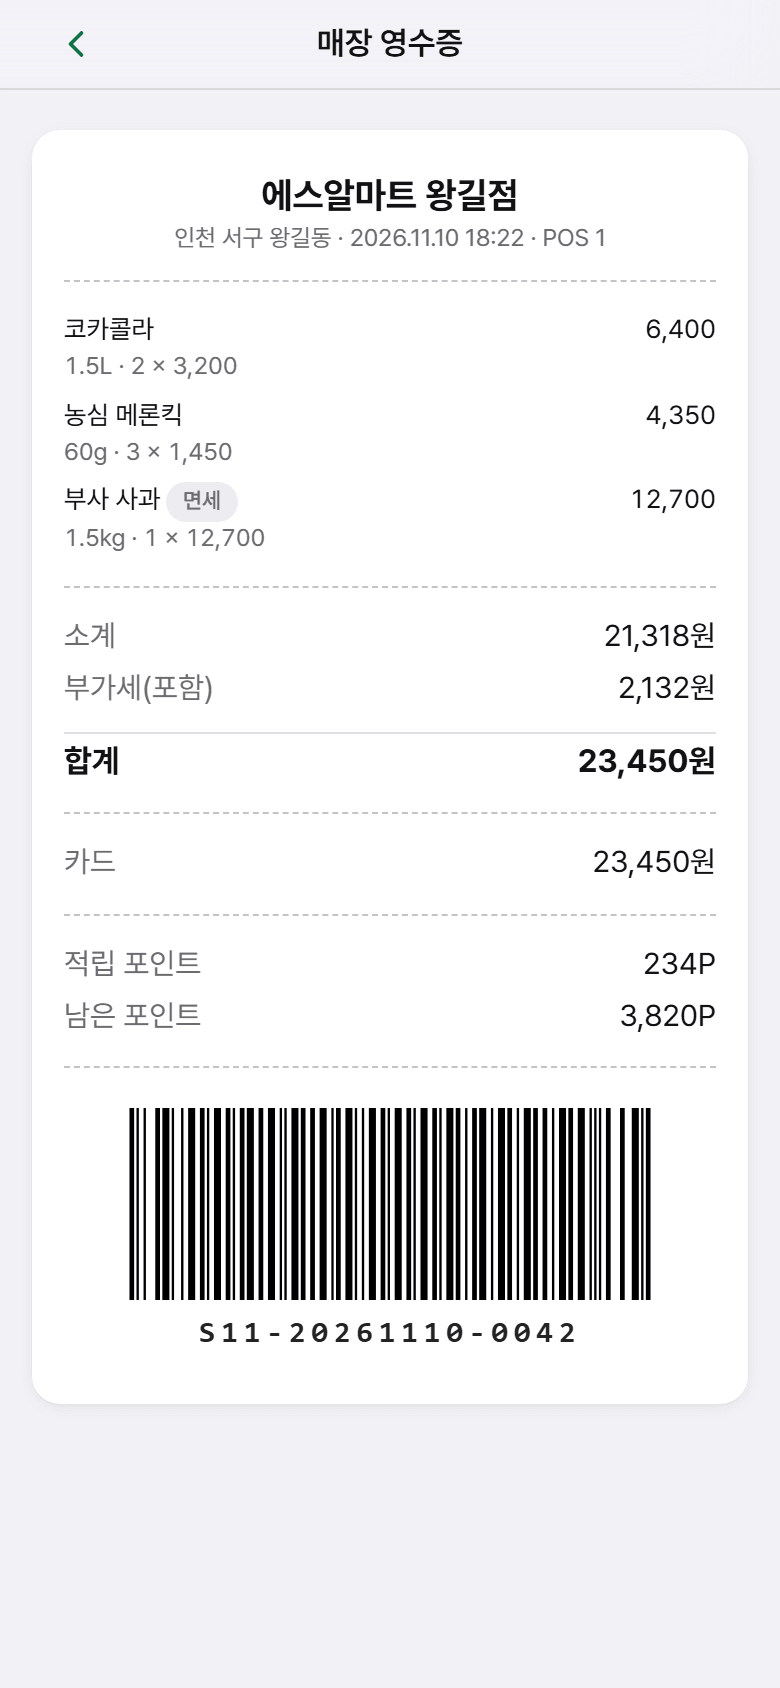 매장 영수증
에스알마트 왕길점
인천 서구 왕길동 · 2026.11.10 18:22 · POS 1
코카콜라 6,400
1.5L · 2 × 3,200
농심 메론킥 4,350
60g · 3 × 1,450
부사 사과 면세 12,700
1.5kg · 1 × 12,700
소계 21,318원
부가세(포함) 2,132원
합계 23,450원
카드 23,450원
적립 포인트 234P
남은 포인트 3,820P
S11-20261110-0042